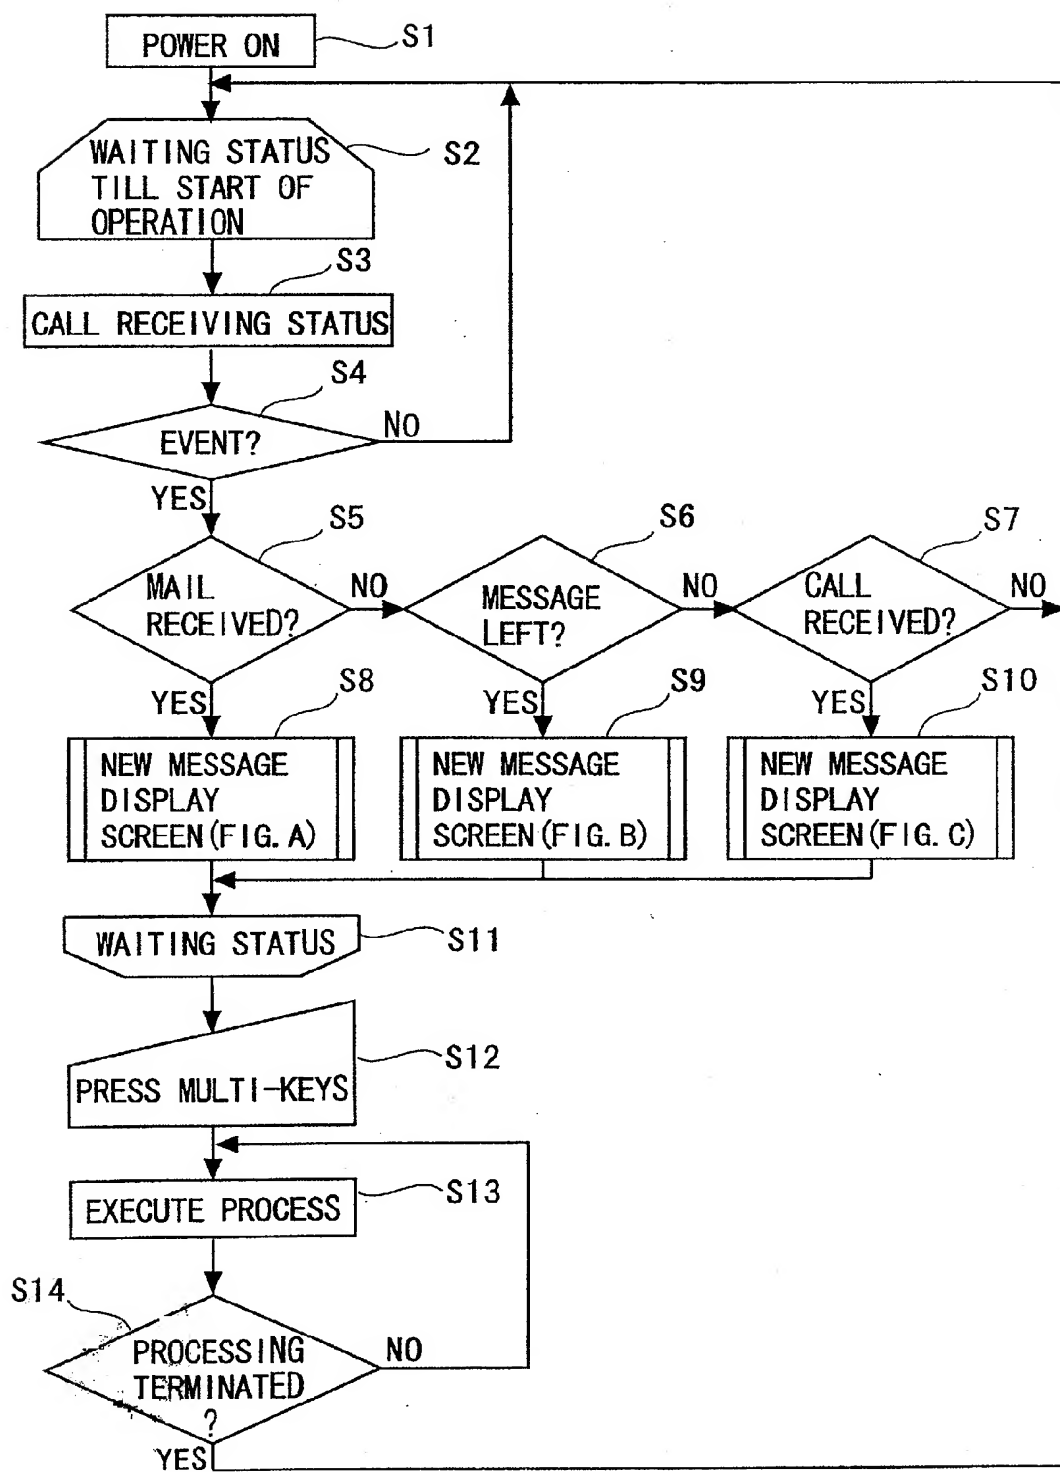 POWER ON
S1
WAITING STATUS
TILL START OF
OPERATION
S2
S3
CALL RECEIVING STATUS
S4
EVENT?
NO
YES
S5
S6
S7
MAIL
RECEIVED?
NO
MESSAGE
LEFT?
NO
CALL
RECEIVED?
NO
YES
S8
YES
S9
YES
S10
NEW MESSAGE
DISPLAY
SCREEN(FIG. A)
NEW MESSAGE
DISPLAY
SCREEN(FIG. B)
NEW MESSAGE
DISPLAY
SCREEN(FIG. C)
WAITING STATUS
S11
S12
PRESS MULTI-KEYS
S13
EXECUTE PROCESS
S14
PROCESSING
TERMINATED
?
NO
YES